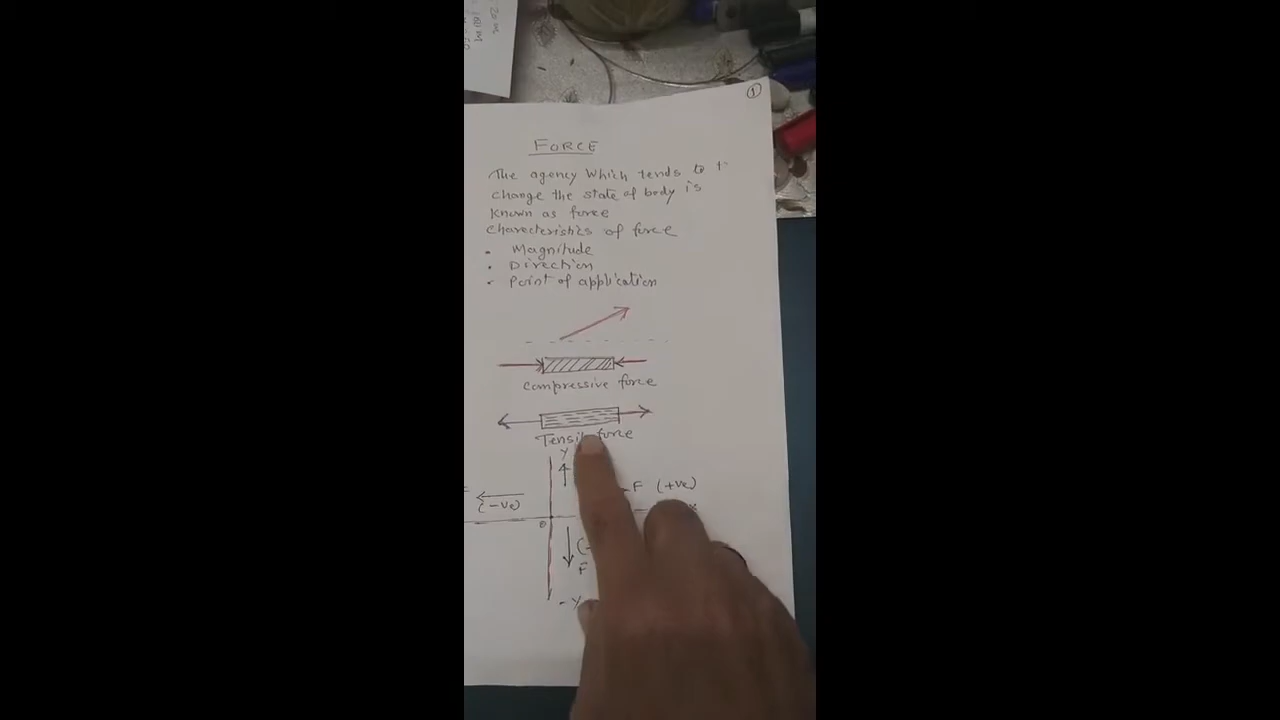 ①
FORCE
The agency which tends to
change the state of body is
known as force
charecteristics of force
• Magnitude
• Direction
• Point of application
compressive force
Tensile force
Y
F (+ve)
(-ve)
0
F
-Y